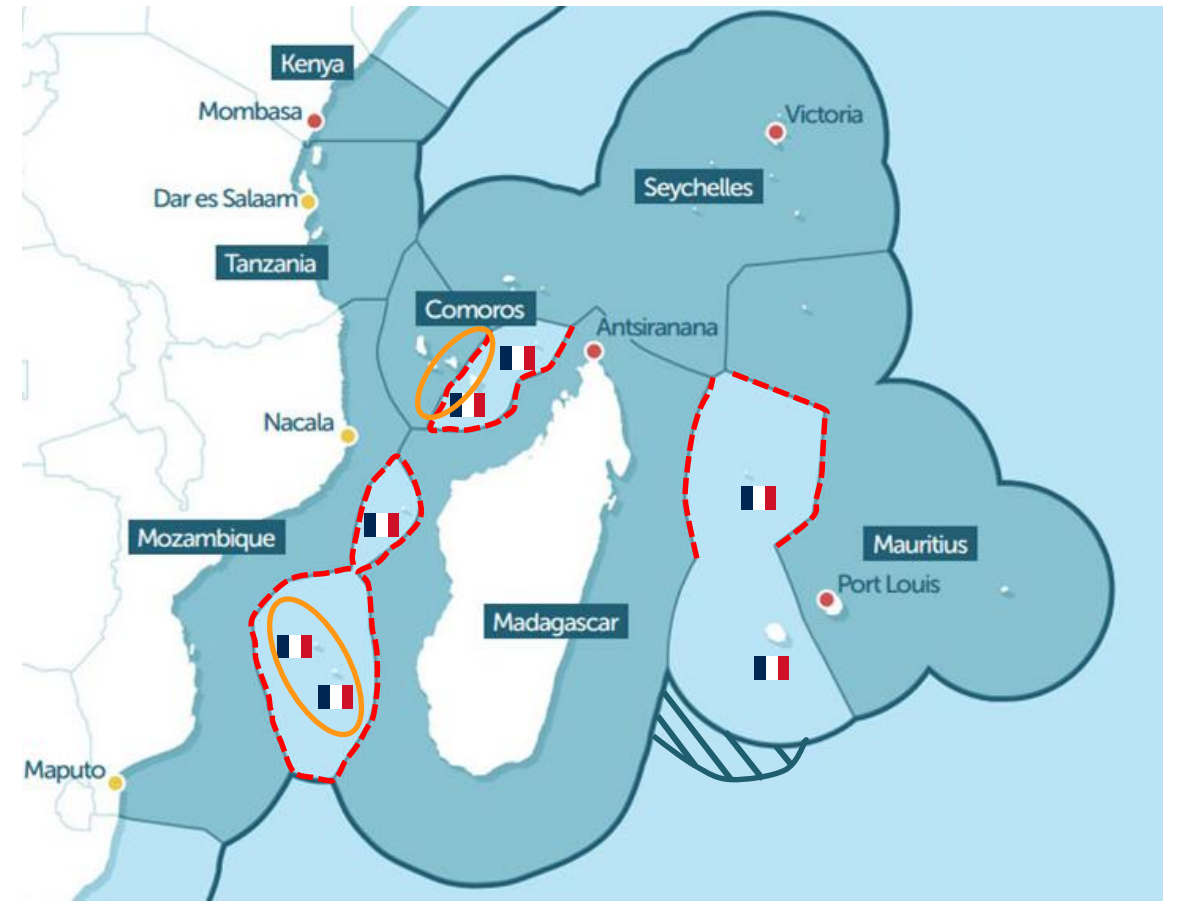 Kenya
Mombasa
Victoria
Seychelles
Dar es Salaam
Tanzania
Comoros
Antsiranana
Nacala
Mozambique
Mauritius
Port Louis
Madagascar
Maputo